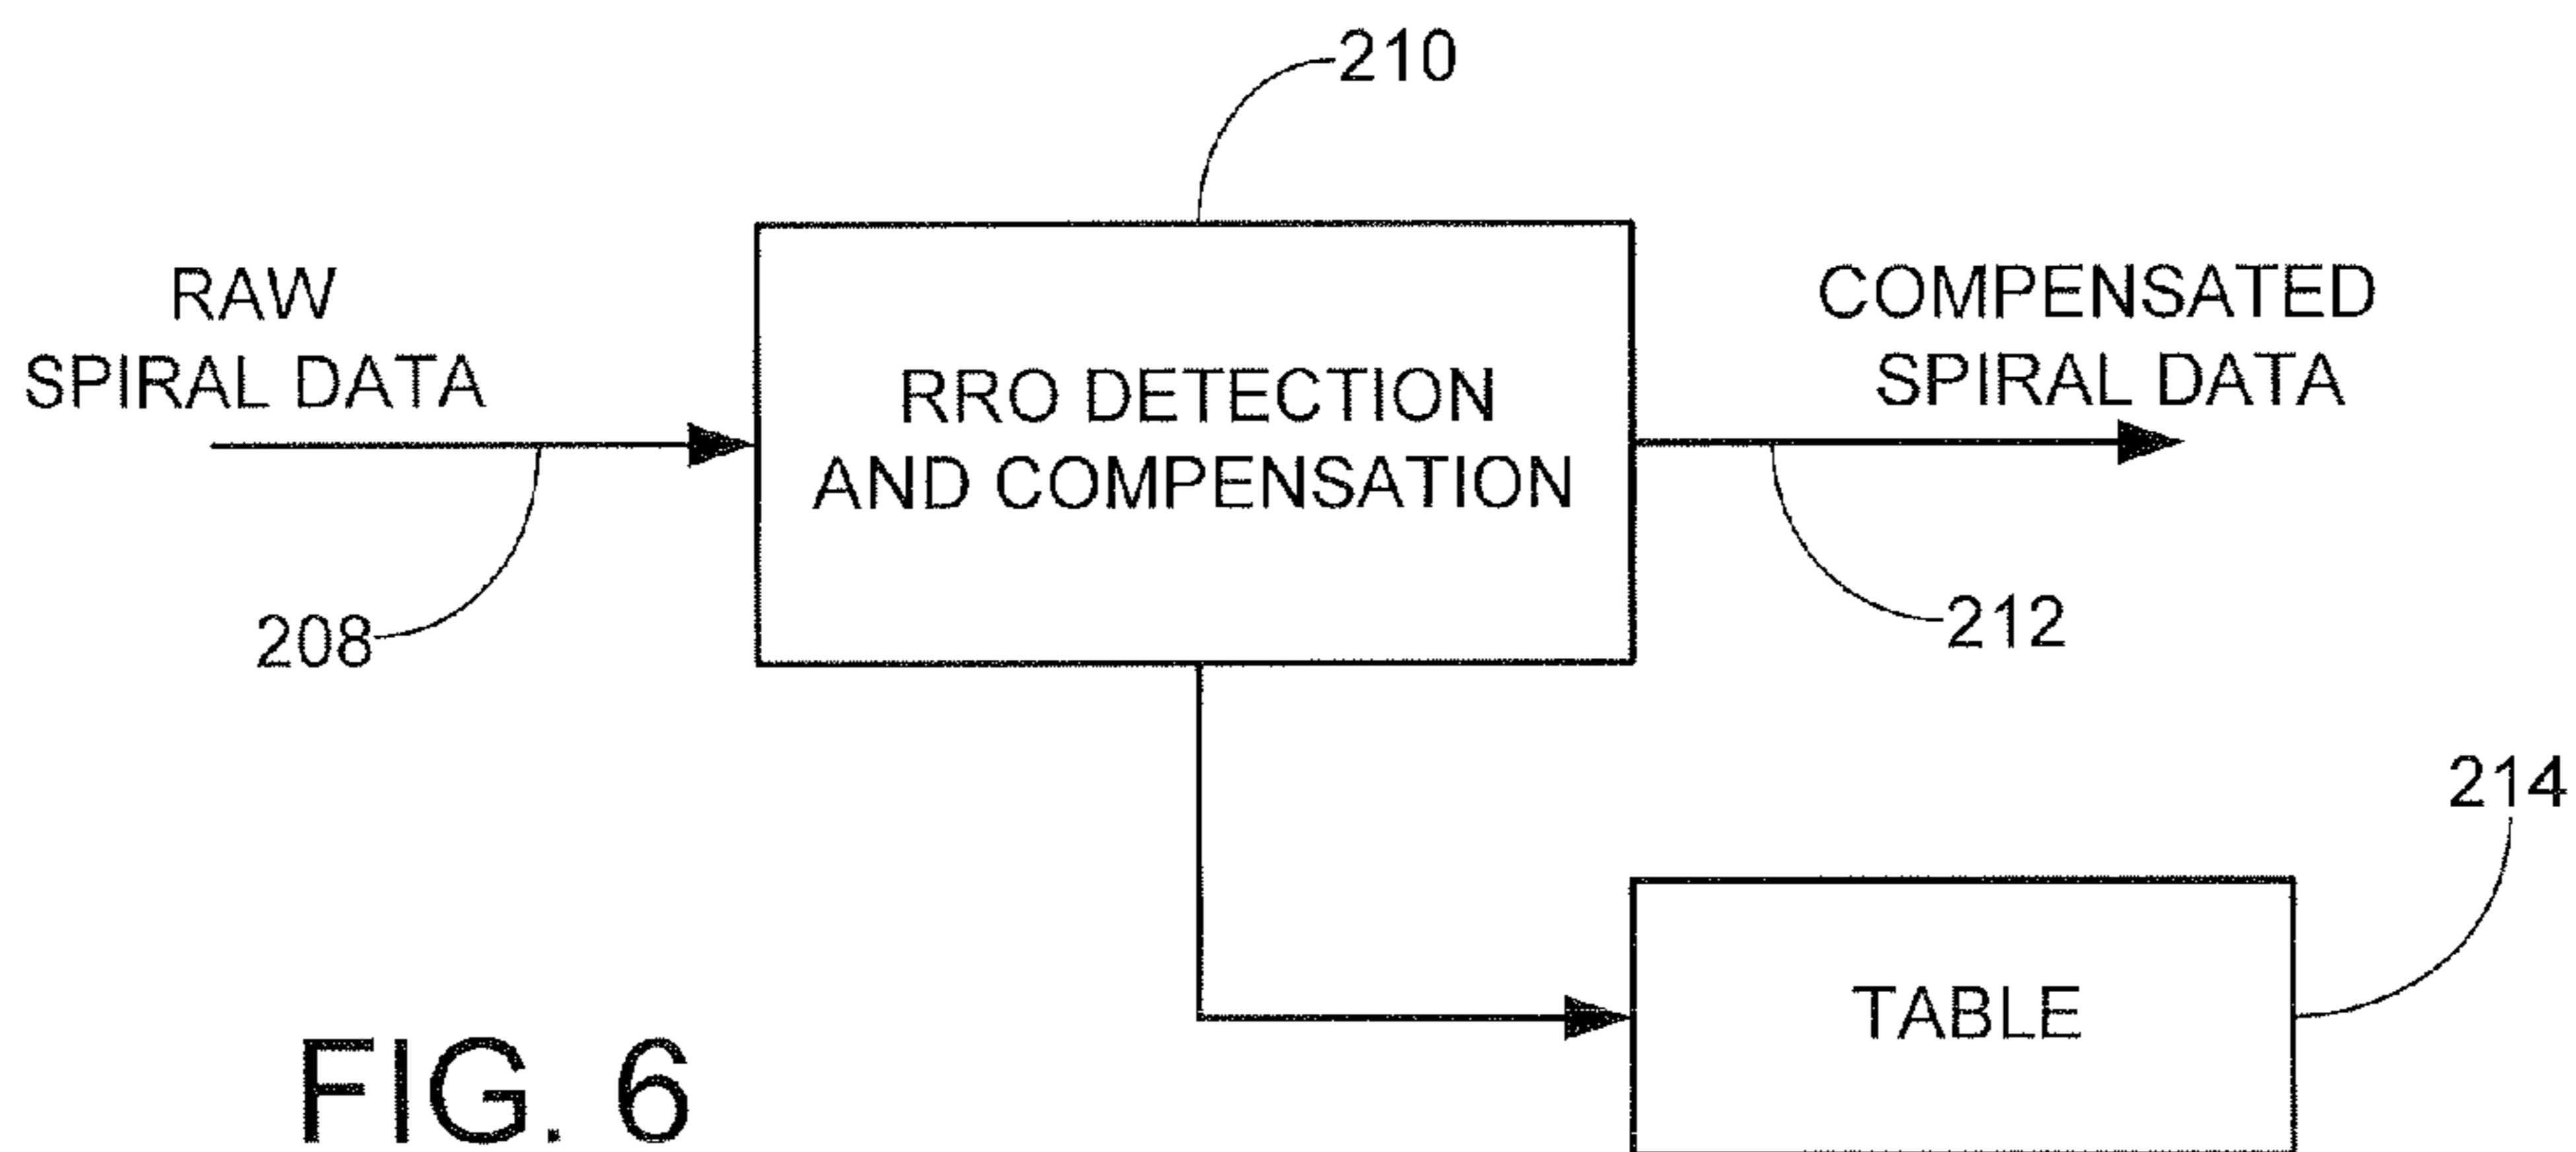 210
RAW
SPIRAL DATA
COMPENSATED
SPIRAL DATA
RRO DETECTION
AND COMPENSATION
208
212
214
TABLE
FIG. 6